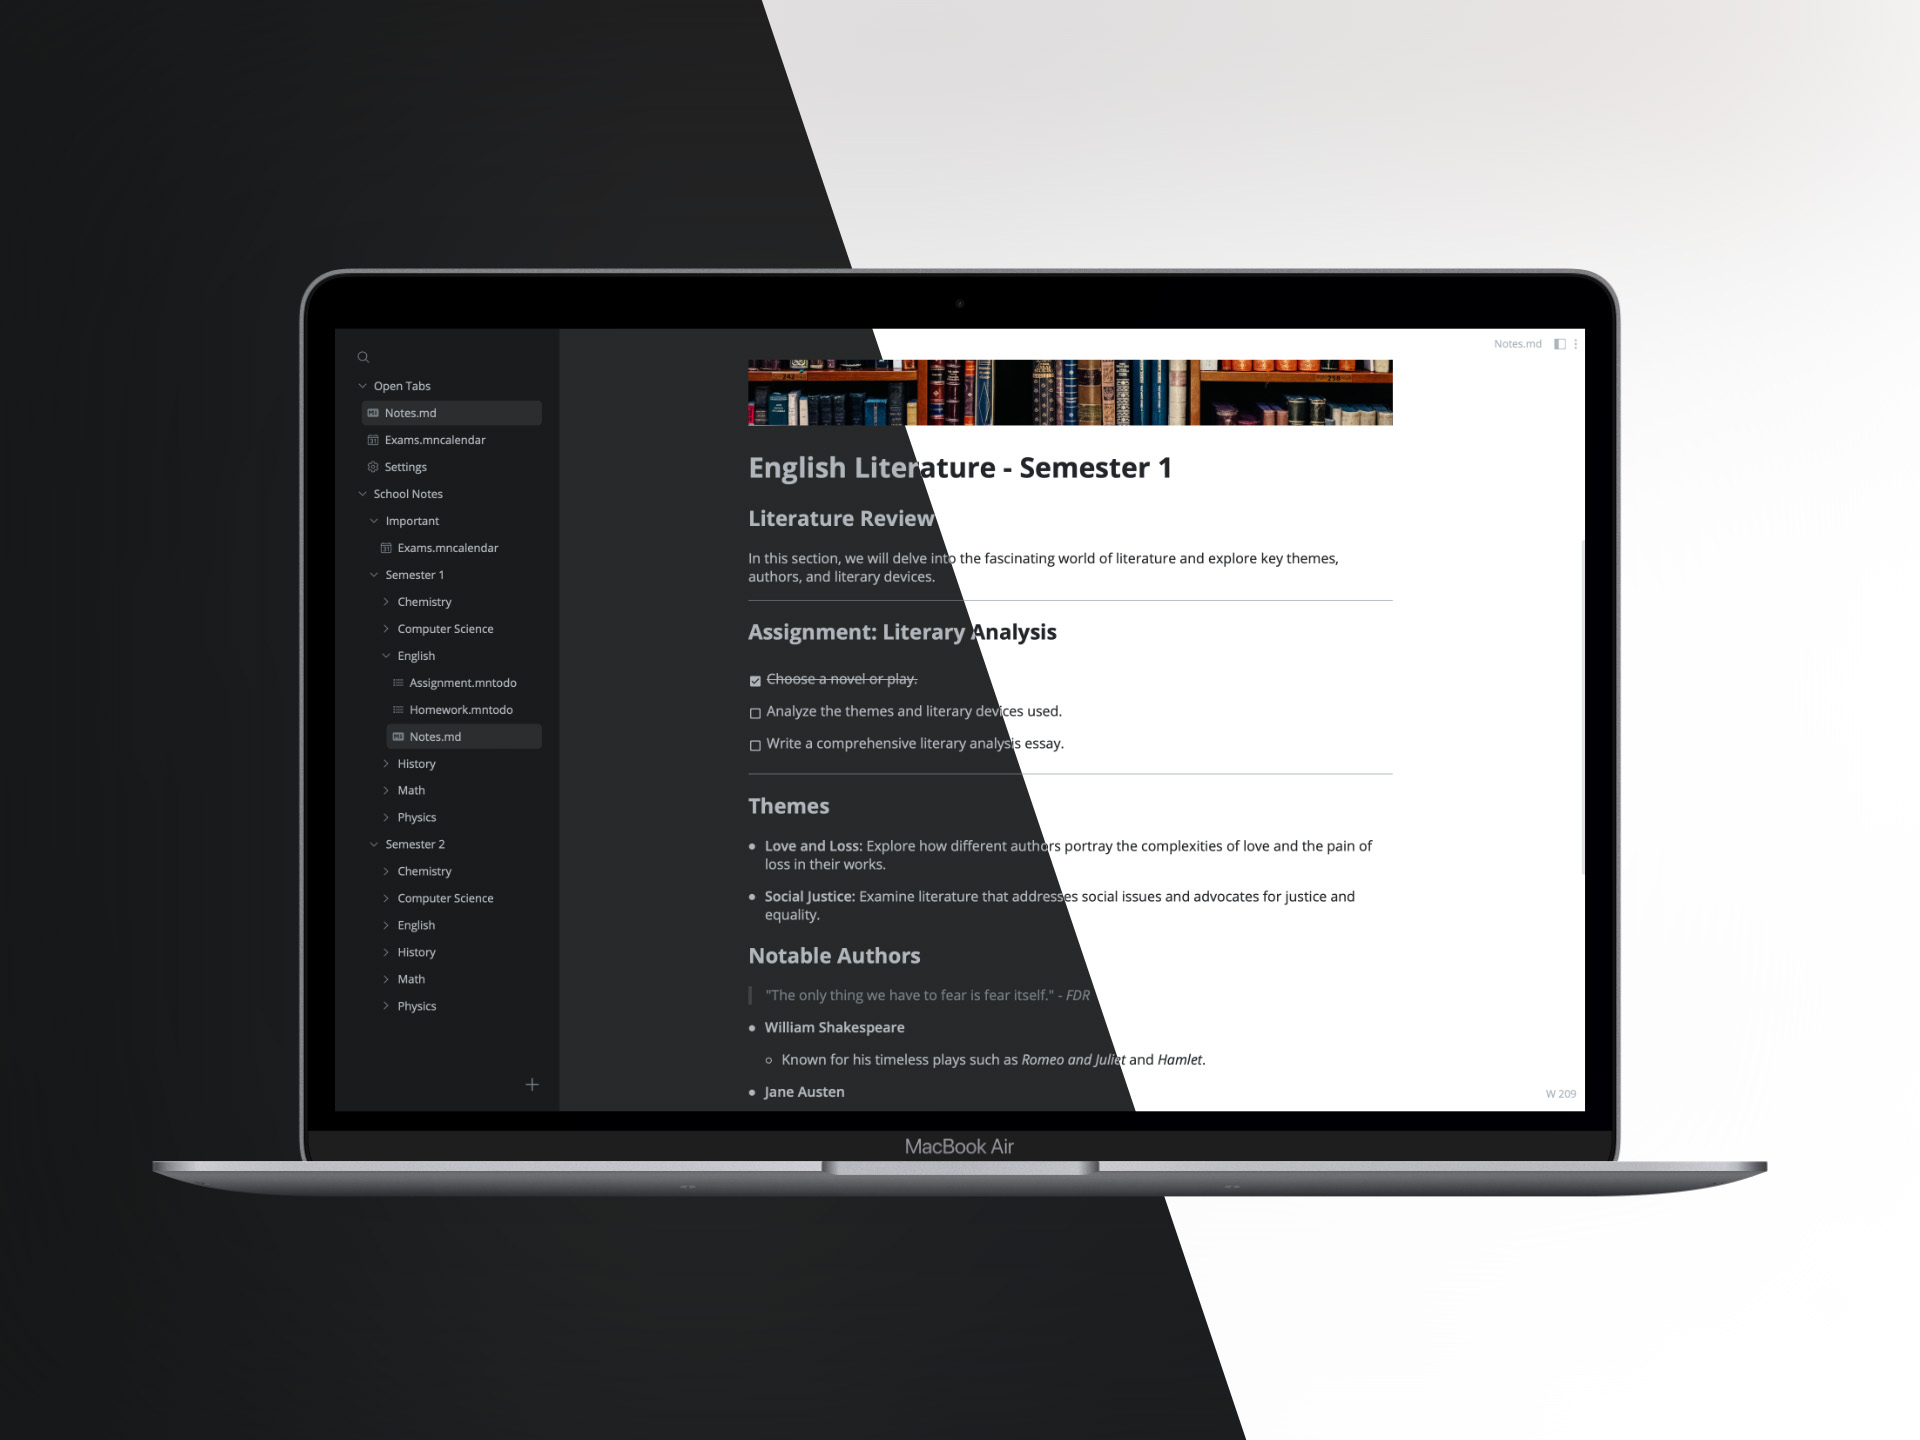 Open Tabs
Notes.md
Exams.mncalendar
Settings
School Notes
Important
Exams.mncalendar
Semester 1
Chemistry
Computer Science
English
Assignment.mntodo
Homework.mntodo
Notes.md
History
Math
Physics
Semester 2
Chemistry
Computer Science
English
History
Math
Physics
Notes.md
242
258
English Literature - Semester 1
Literature Review
In this section, we will delve into the fascinating world of literature and explore key themes,
authors, and literary devices.
Assignment: Literary Analysis
Choose a novel or play.
Analyze the themes and literary devices used.
Write a comprehensive literary analysis essay.
Themes
Love and Loss: Explore how different authors portray the complexities of love and the pain of
loss in their works.
Social Justice: Examine literature that addresses social issues and advocates for justice and
equality.
Notable Authors
"The only thing we have to fear is fear itself." - FDR
William Shakespeare
Known for his timeless plays such as Romeo and Juliet and Hamlet.
Jane Austen
W 209
MacBook Air